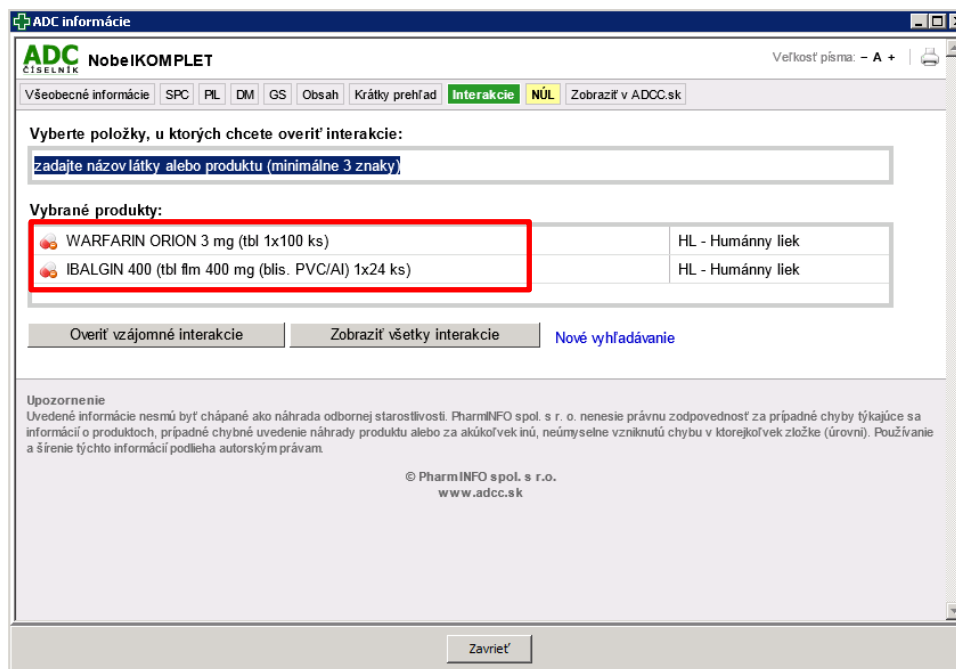 ADC informácie
ADC
ČÍSELNÍK
NobelKOMPLET
Veľkosť písma: – A +
Všeobecné informácie SPC PIL DM GS Obsah Krátky prehľad Interakcie NÚL Zobraziť v ADCC.sk
Vyberte položky, u ktorých chcete overiť interakcie:
zadajte názov látky alebo produktu (minimálne 3 znaky)
Vybrané produkty:
WARFARIN ORION 3 mg (tbl 1x100 ks) HL - Humánny liek
IBALGIN 400 (tbl flm 400 mg (blis. PVC/Al) 1x24 ks) HL - Humánny liek
Overiť vzájomné interakcie Zobraziť všetky interakcie Nové vyhľadávanie
Upozornenie
Uvedené informácie nesmú byť chápané ako náhrada odbornej starostlivosti. PharmINFO spol. s r. o. nenesie právnu zodpovednosť za prípadné chyby týkajúce sa
informácií o produktoch, prípadné chybné uvedenie náhrady produktu alebo za akúkoľvek inú, neúmyselne vzniknutú chybu v ktorejkoľvek zložke (úrovni). Používanie
a šírenie týchto informácií podlieha autorským právam.
© PharmINFO spol. s r.o.
www.adcc.sk
Zavrieť